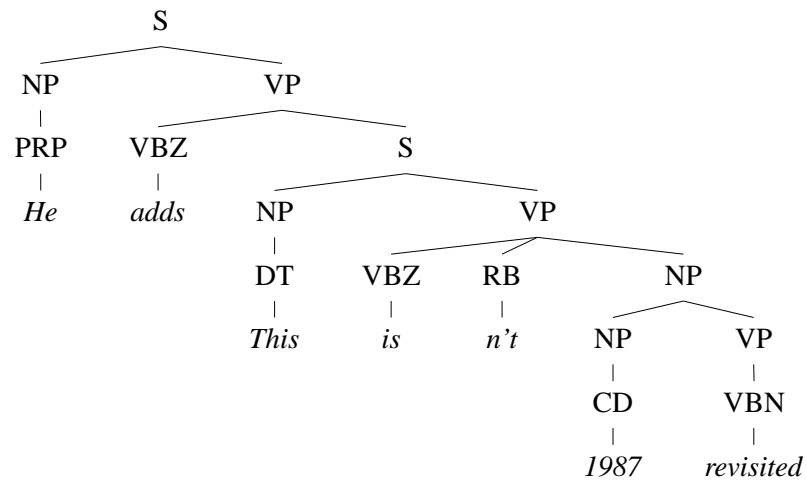 S
NP VP
PRP VBZ S
He adds NP VP
DT VBZ RB NP
This is n't NP VP
CD VBN
1987 revisited